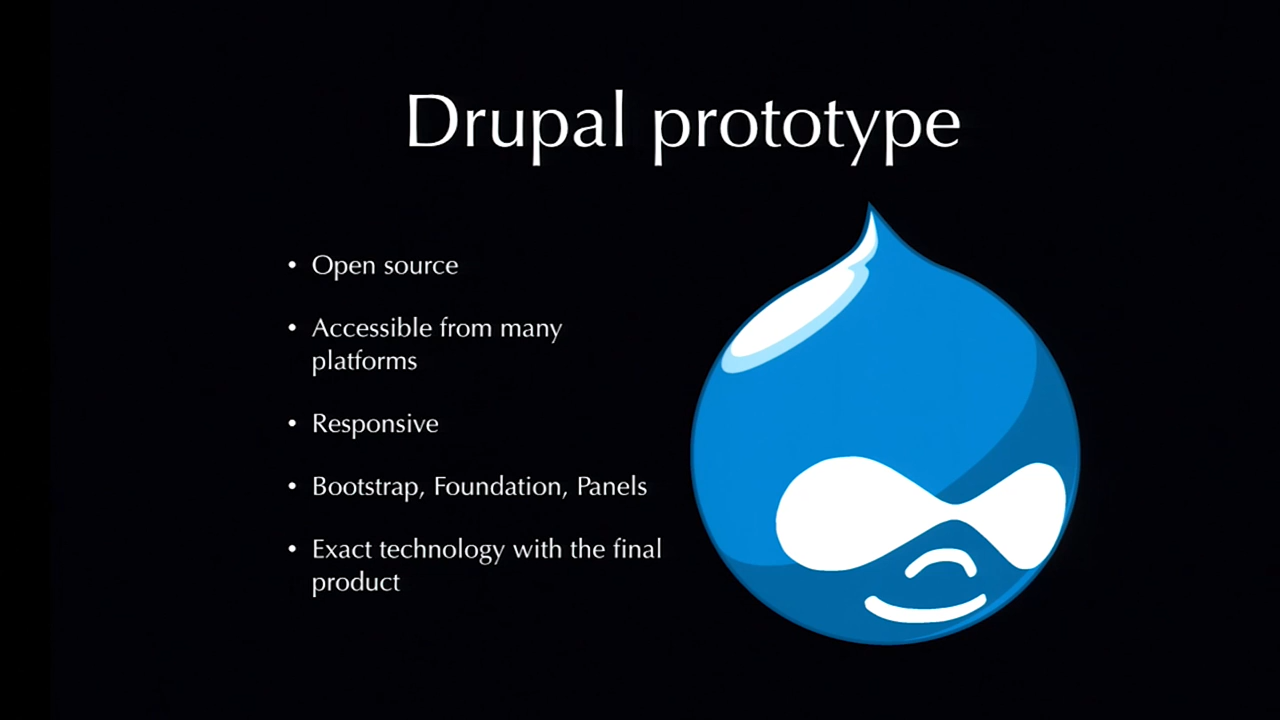 Drupal prototype
• Open source
• Accessible from many
platforms
• Responsive
• Bootstrap, Foundation, Panels
• Exact technology with the final
product